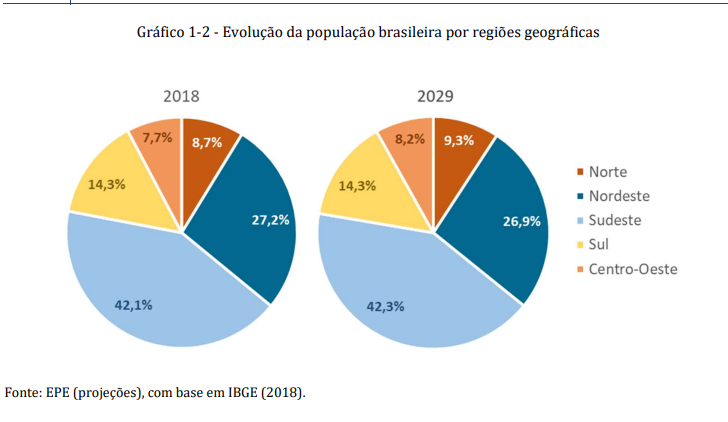 Gráfico 1-2 - Evolução da população brasileira por regiões geográficas
2018
2029
7,7%
8,7%
14,3%
27,2%
42,1%
8,2%
9,3%
14,3%
26,9%
42,3%
Norte
Nordeste
Sudeste
Sul
Centro-Oeste
Fonte: EPE (projeções), com base em IBGE (2018).